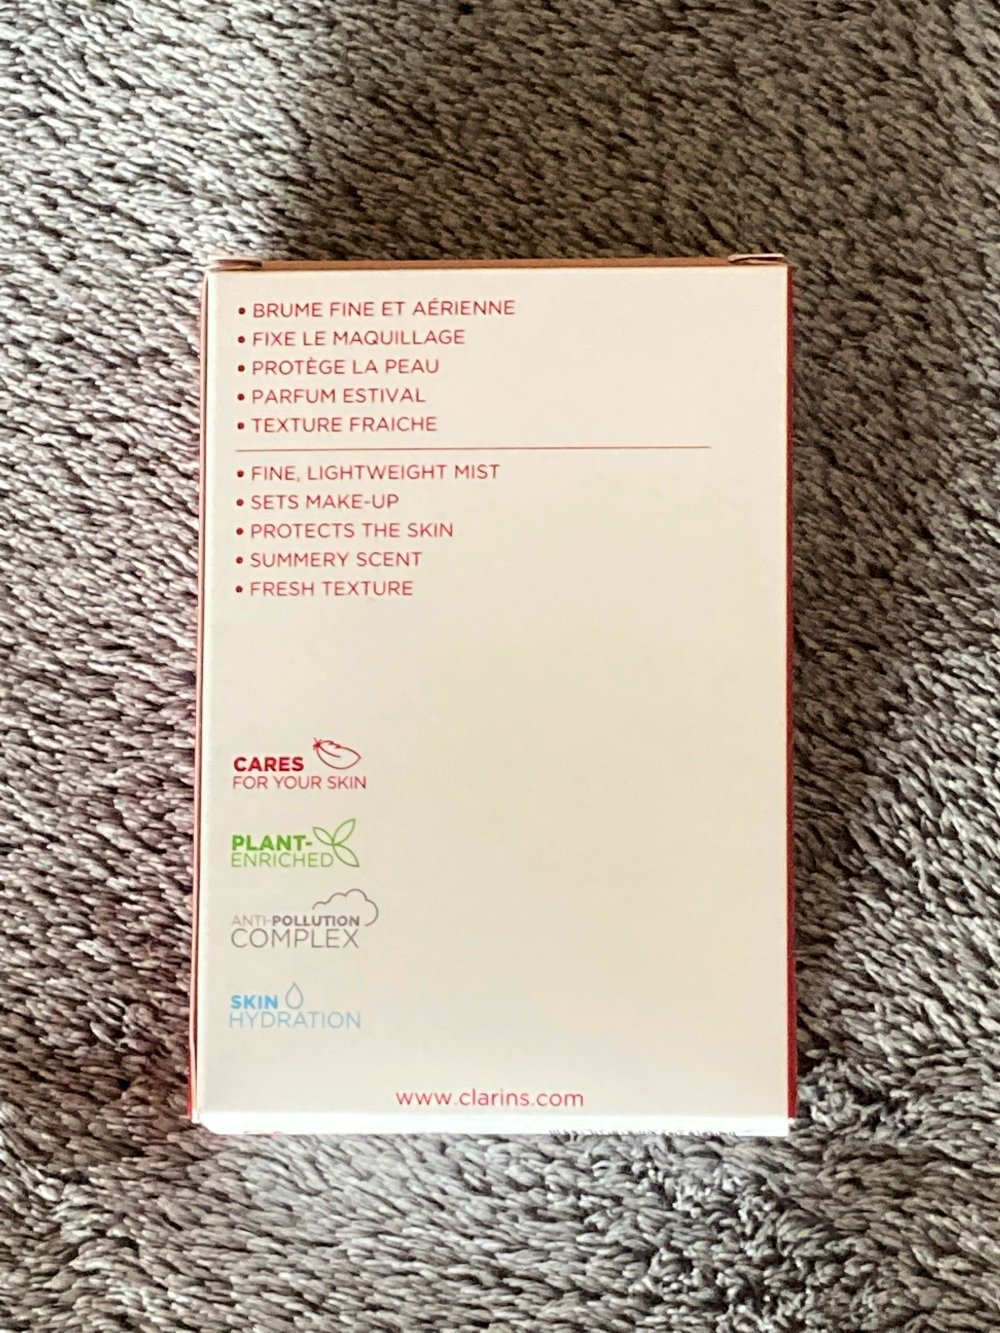 • BRUME FINE ET AÉRIENNE
• FIXE LE MAQUILLAGE
• PROTÈGE LA PEAU
• PARFUM ESTIVAL
• TEXTURE FRAICHE
• FINE, LIGHTWEIGHT MIST
• SETS MAKE-UP
• PROTECTS THE SKIN
• SUMMERY SCENT
• FRESH TEXTURE
CARES
FOR YOUR SKIN
PLANT-
ENRICHED
ANTI-POLLUTION
COMPLEX
SKIN
HYDRATION
www.clarins.com